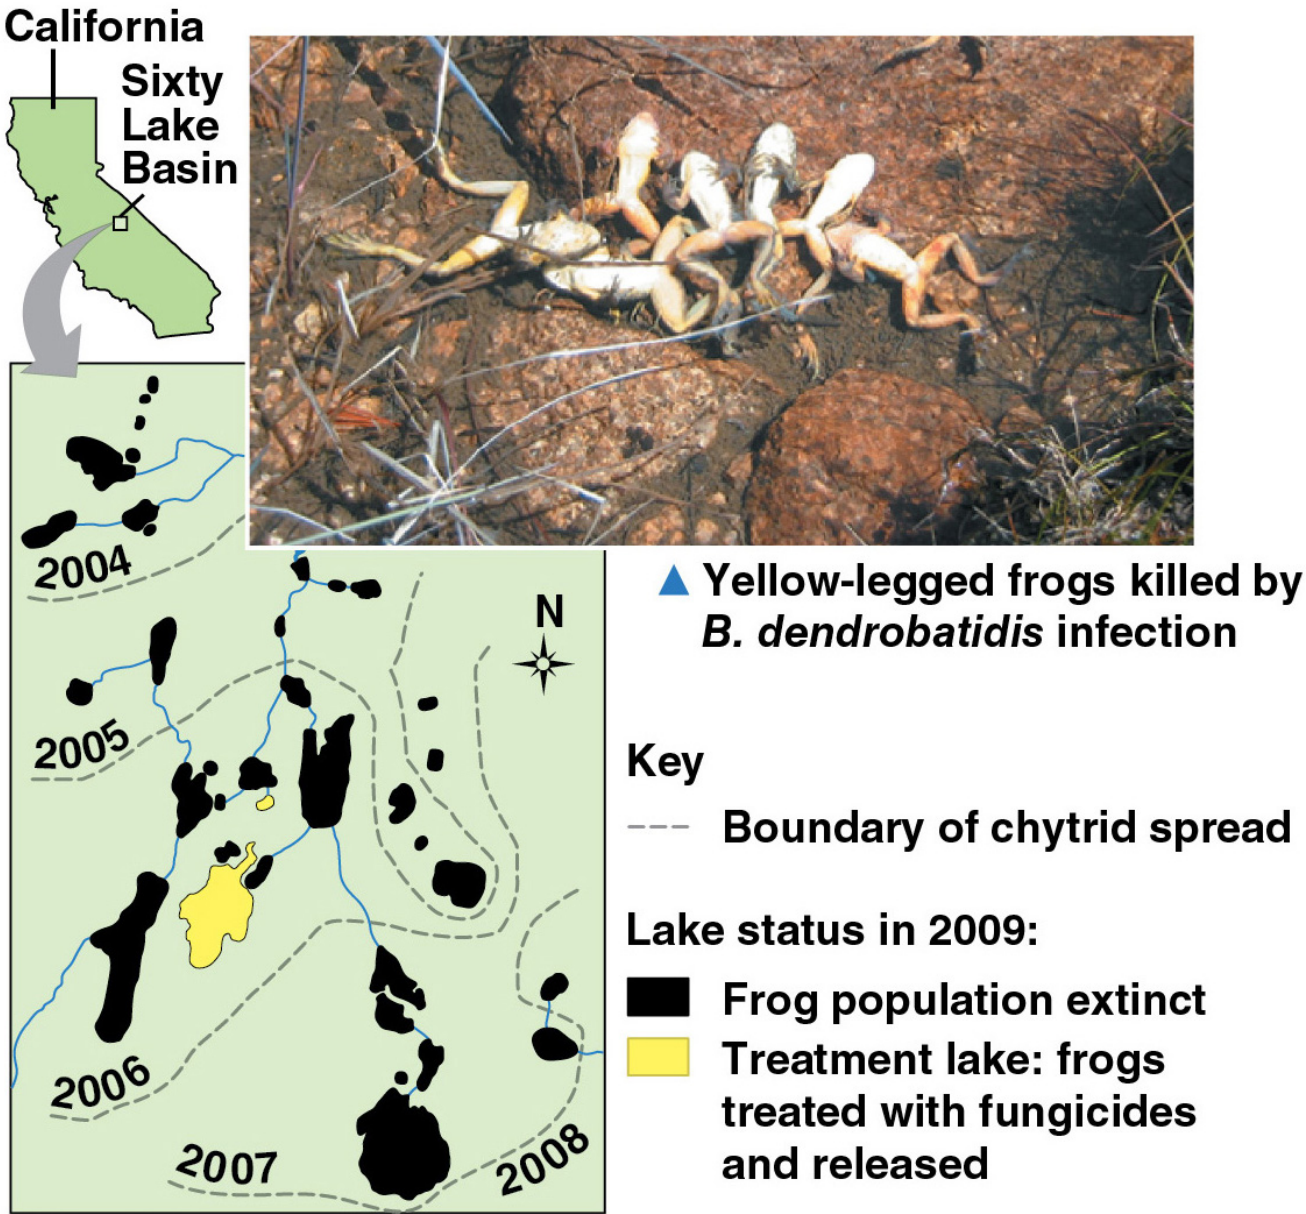 California
Sixty
Lake
Basin
2004
N
2005
2006
2007
2008
▲ Yellow-legged frogs killed by
B. dendrobatidis infection
Key
Boundary of chytrid spread
Lake status in 2009:
Frog population extinct
Treatment lake: frogs
treated with fungicides
and released